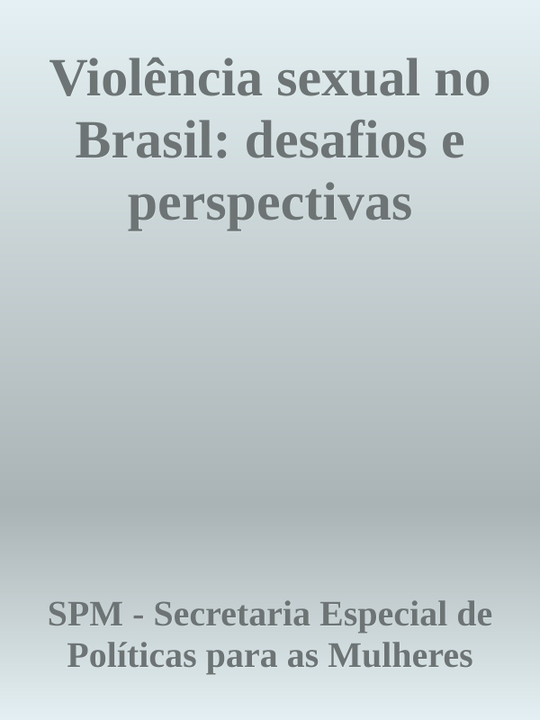 Violência sexual no
Brasil: desafios e
perspectivas
SPM - Secretaria Especial de
Políticas para as Mulheres